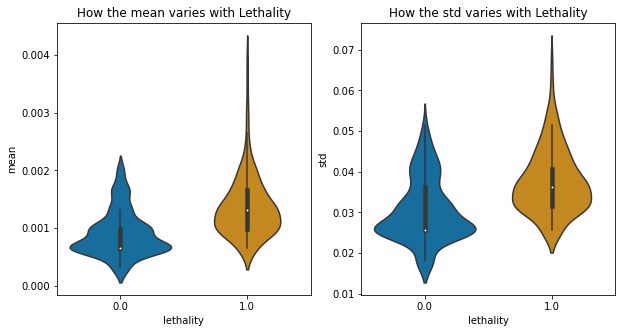 How the mean varies with Lethality
mean
0.004
0.003
0.002
0.001
0.000
0.0
1.0
lethality
How the std varies with Lethality
std
0.07
0.06
0.05
0.04
0.03
0.02
0.01
0.0
1.0
lethality